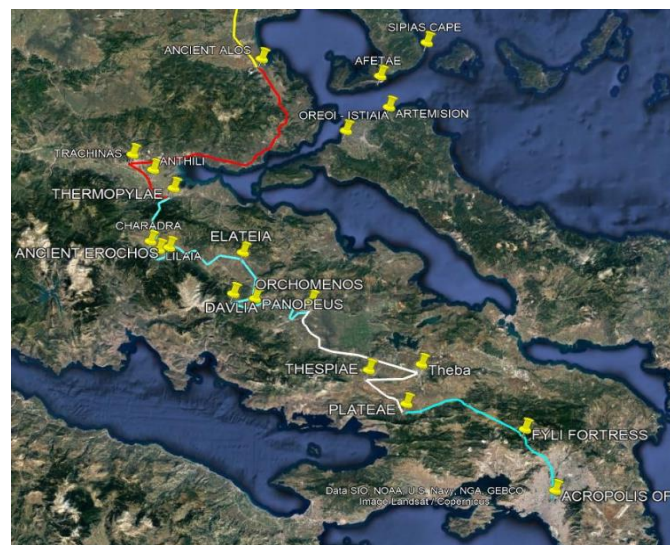 SIPIAS CAPE
ANCIENT ALOS
AFETAE
ARTEMISION
OREOI - ISTIAIA
TRACHINAS
ANTHILI
THERMOPYLAE
CHARADRA
ELATEIA
ANCIENT EROCHOS
LILAIA
ORCHOMENOS
DAVLIA
PANOPEUS
THESPIAE
Theba
PLATEAE
FYLI FORTRESS
Data SIO, NOAA, U.S. Navy, NGA, GEBCO
Image Landsat / Copernicus
ACROPOLIS OF